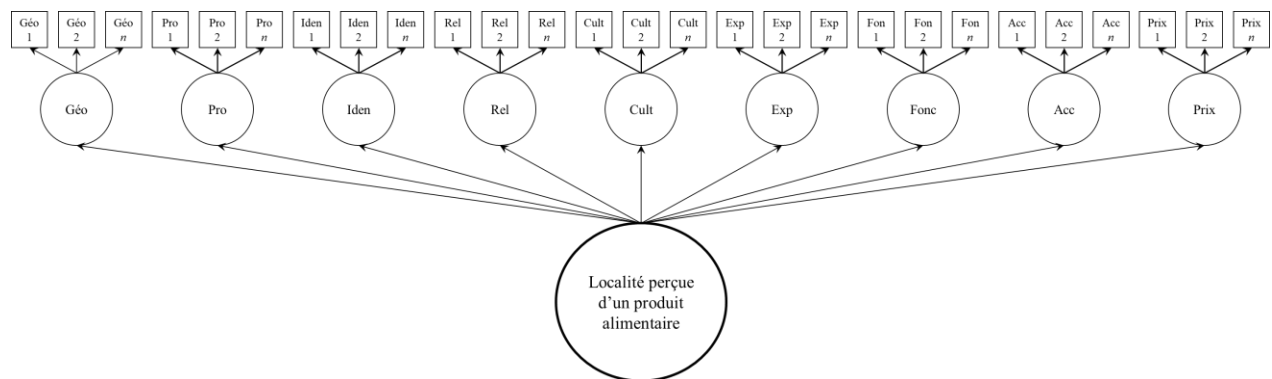 Géo Géo Géo Pro Pro Pro Iden Iden Iden Rel Rel Rel Cult Cult Cult Exp Exp Exp Fon Fon Fon Acc Acc Acc Prix Prix Prix
1 2 n 1 2 n 1 2 n 1 2 n 1 2 n 1 2 n 1 2 n 1 2 n 1 2 n
Géo Pro Iden Rel Cult Exp Fonc Acc Prix
Localité perçue
d’un produit
alimentaire